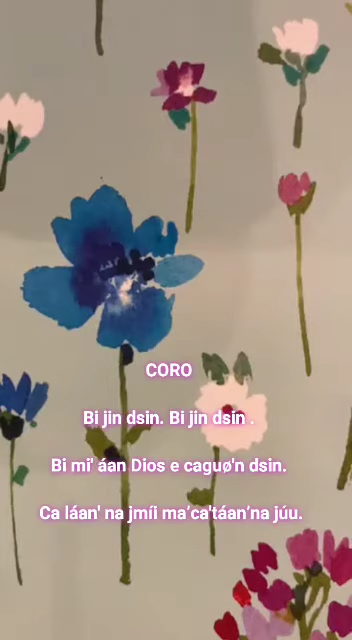 CORO
Bi jin dsin. Bi jin dsin .
Bi mi' áan Dios e caguø'n dsin.
Ca láan' na jmíi ma’ca'táan’na júu.